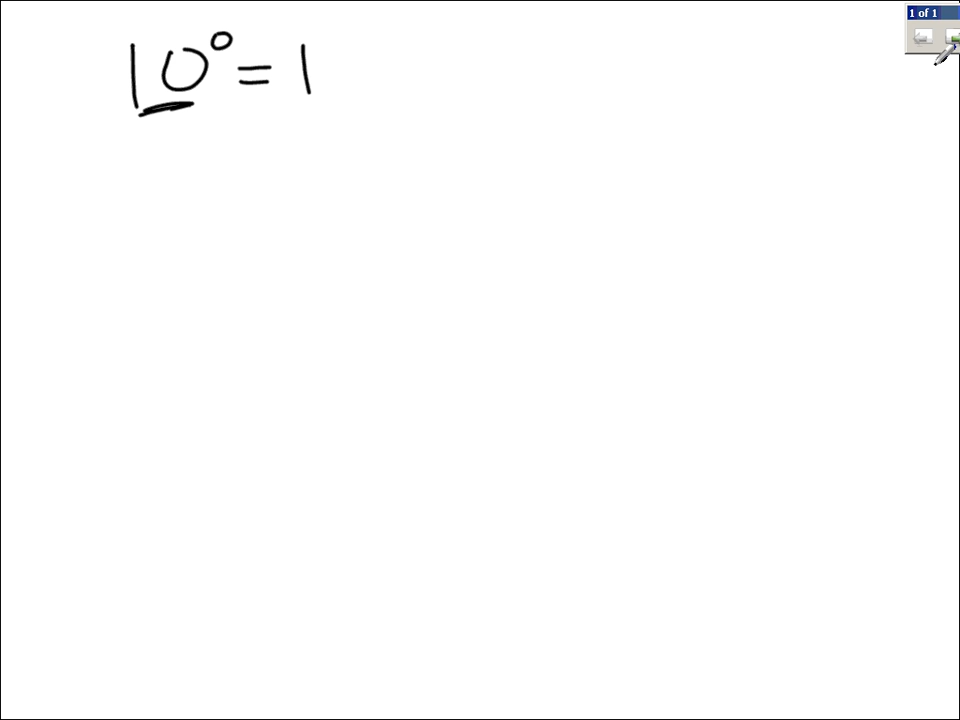 10⁰ = 1
1 of 1